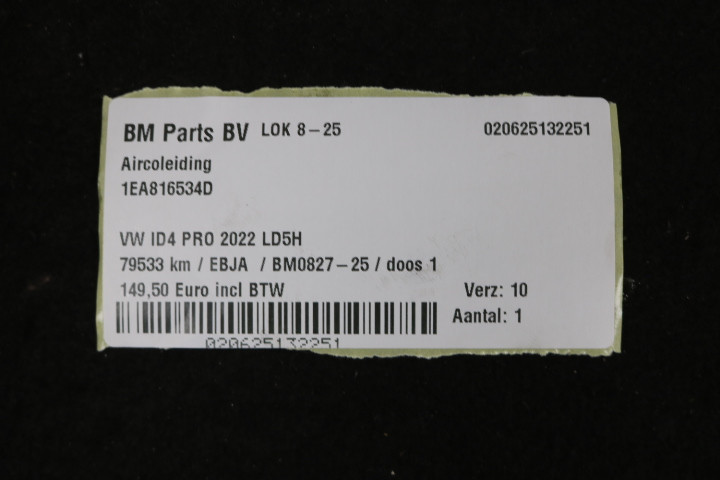 BM Parts BV LOK 8-25 020625132251
Aircoleiding
1EA816534D
VW ID4 PRO 2022 LD5H
79533 km / EBJA / BM0827-25 / doos 1
149,50 Euro incl BTW Verz: 10
Aantal: 1
020625132251